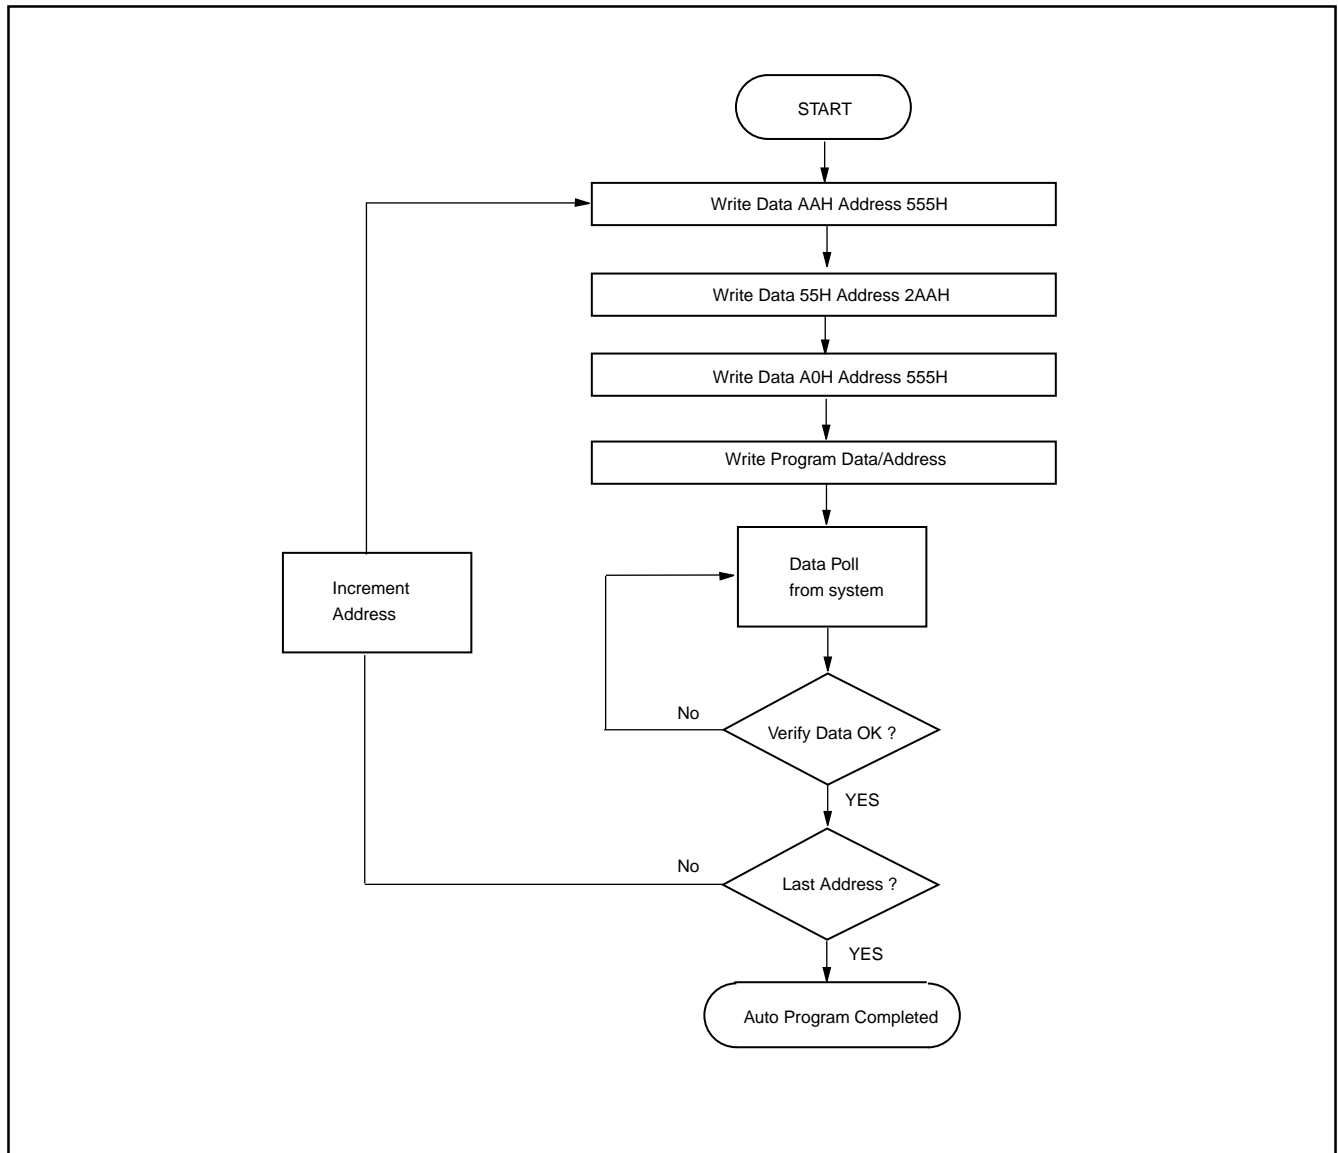 START
Write Data AAH Address 555H
Write Data 55H Address 2AAH
Write Data A0H Address 555H
Write Program Data/Address
Data Poll
from system
Increment
Address
No
Verify Data OK ?
YES
No
Last Address ?
YES
Auto Program Completed